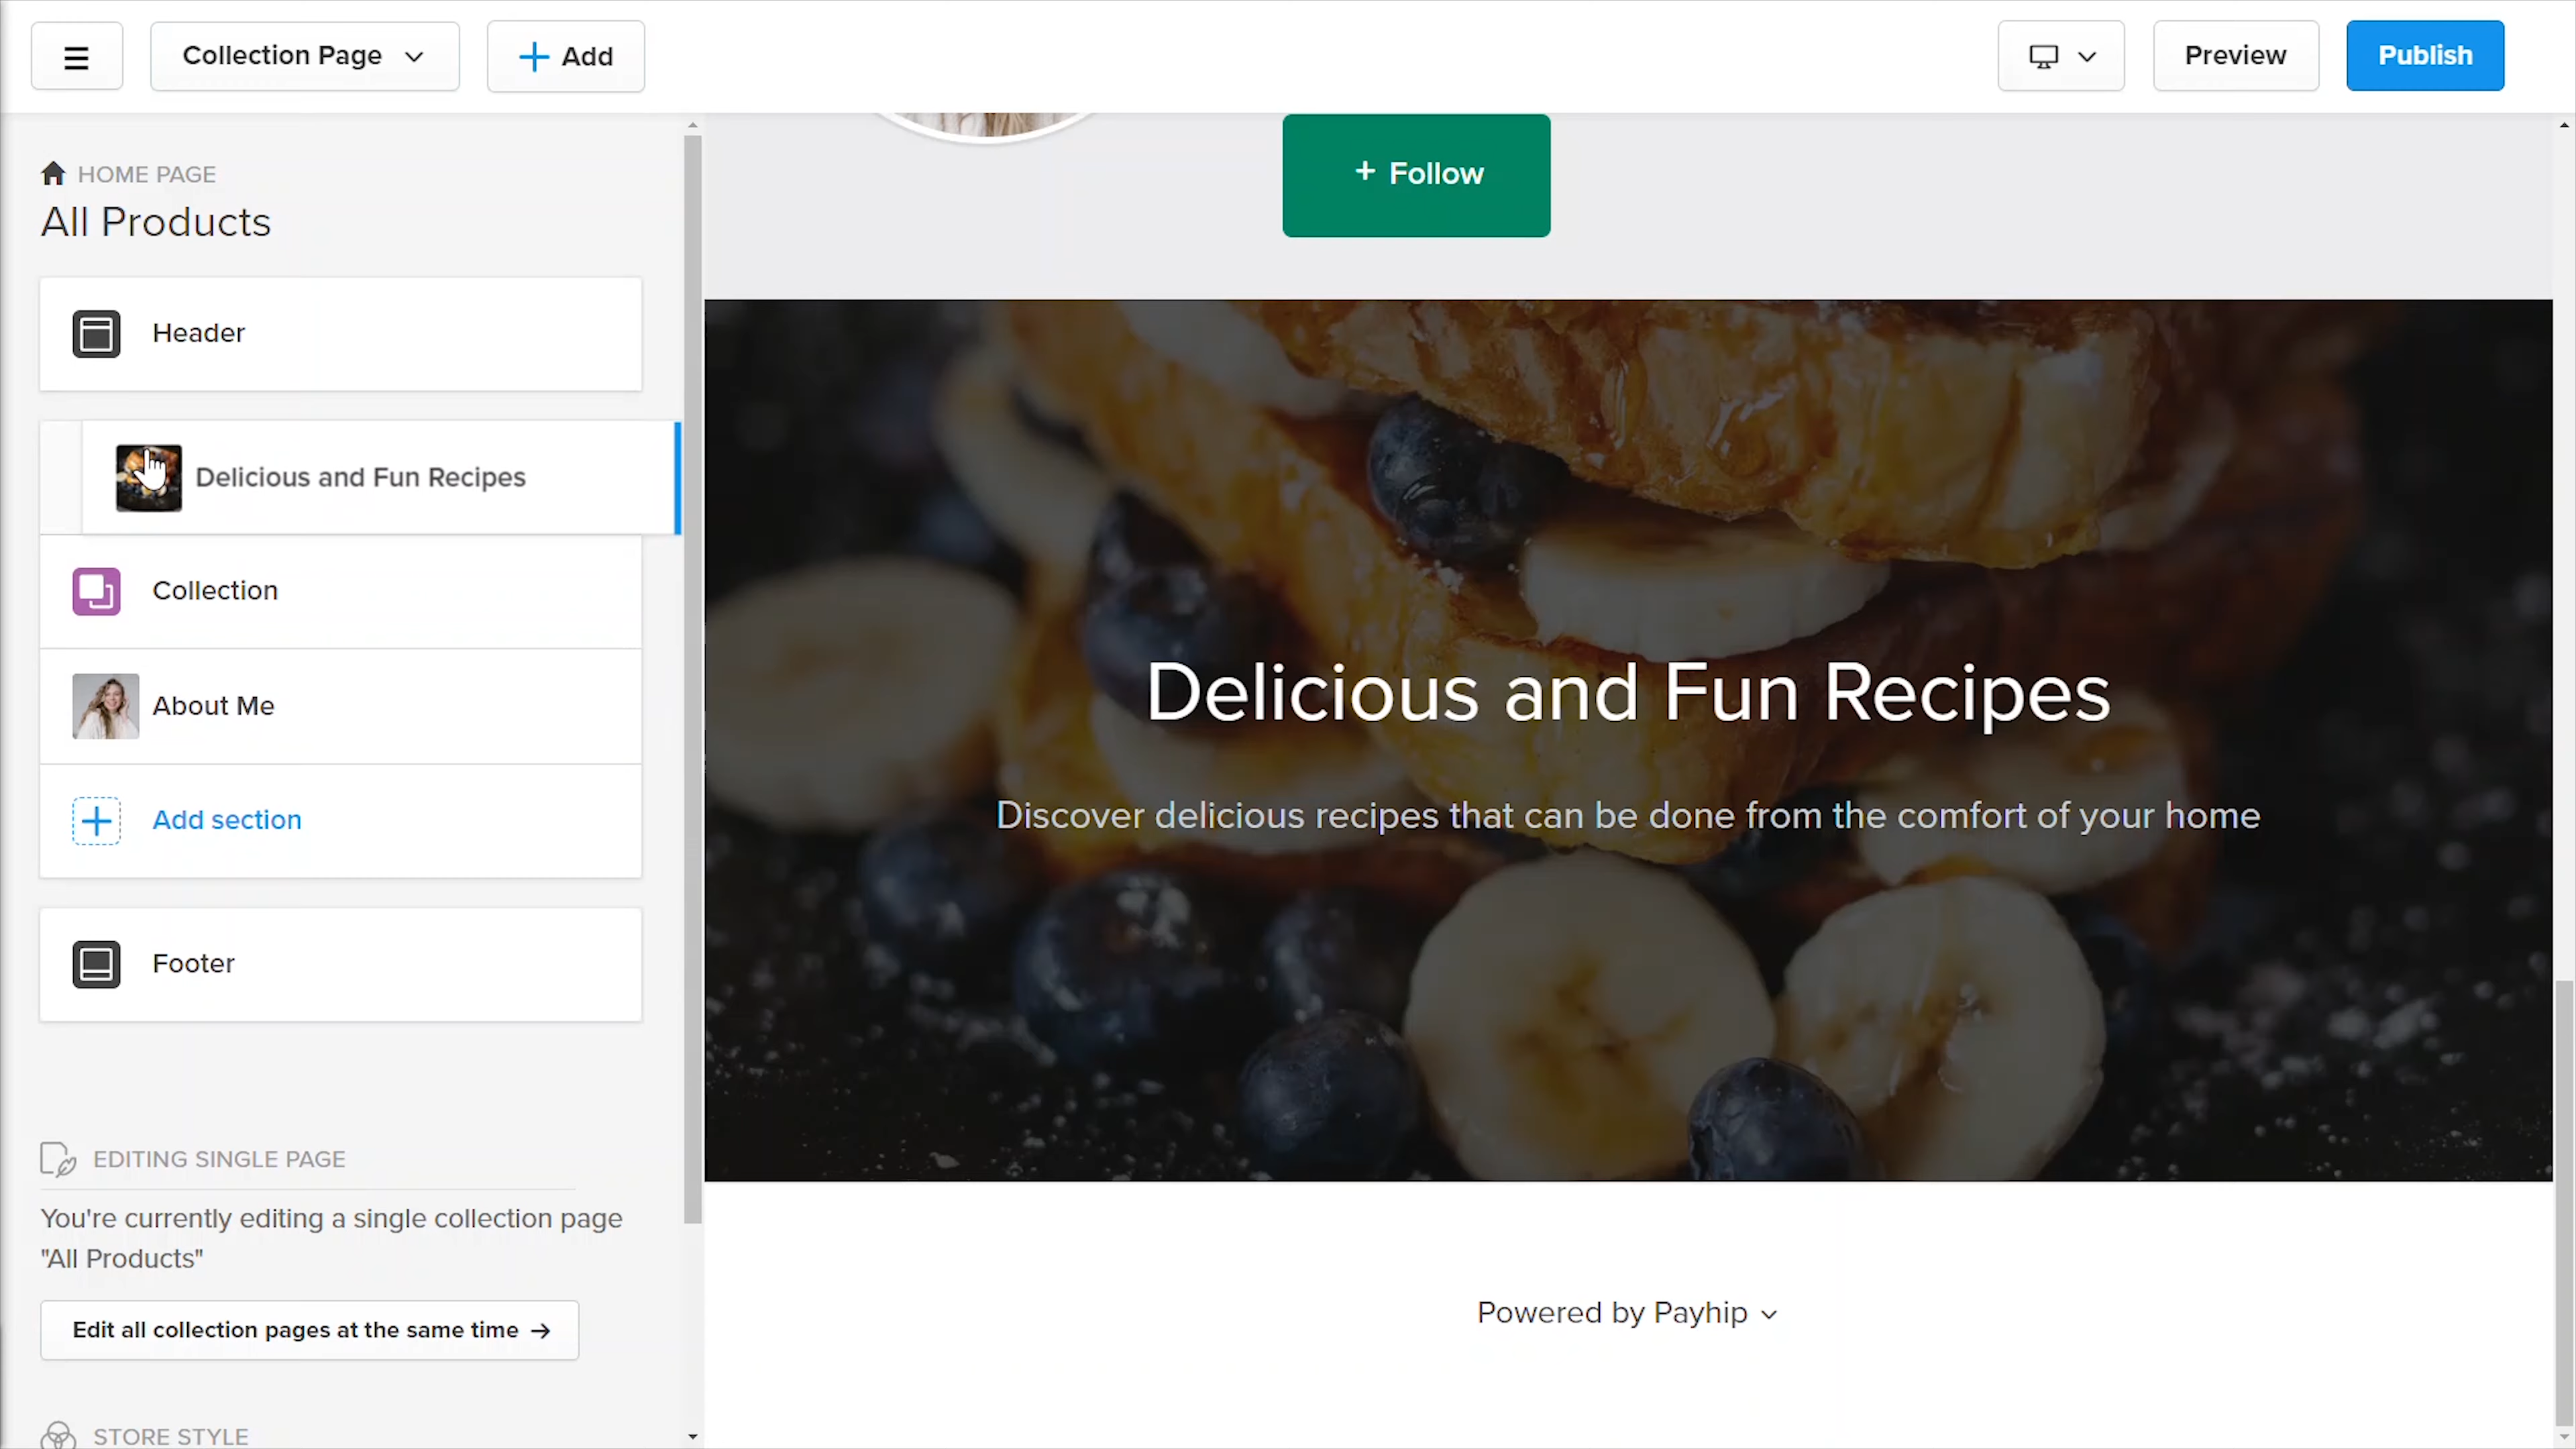 Collection Page
Add
Preview
Publish
HOME PAGE
All Products
Header
Delicious and Fun Recipes
Collection
About Me
Add section
Footer
EDITING SINGLE PAGE
You're currently editing a single collection page
"All Products"
Edit all collection pages at the same time →
STORE STYLE
+ Follow
Delicious and Fun Recipes
Discover delicious recipes that can be done from the comfort of your home
Powered by Payhip